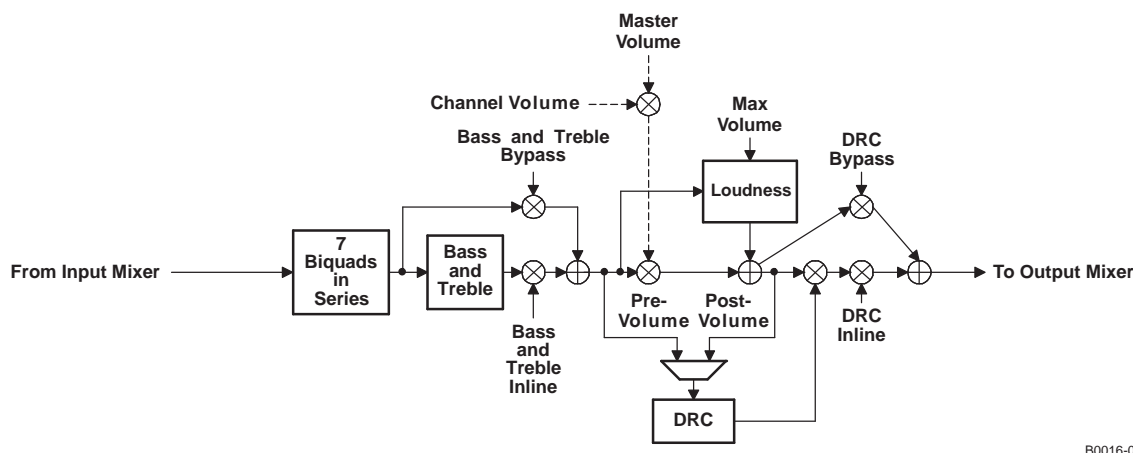 Master
Volume
Channel Volume
Max
Volume
Bass and Treble
Bypass
DRC
Bypass
Loudness
From Input Mixer
7
Biquads
in
Series
Bass
and
Treble
Pre-
Volume
Post-
Volume
To Output Mixer
Bass
and
Treble
Inline
DRC
Inline
DRC